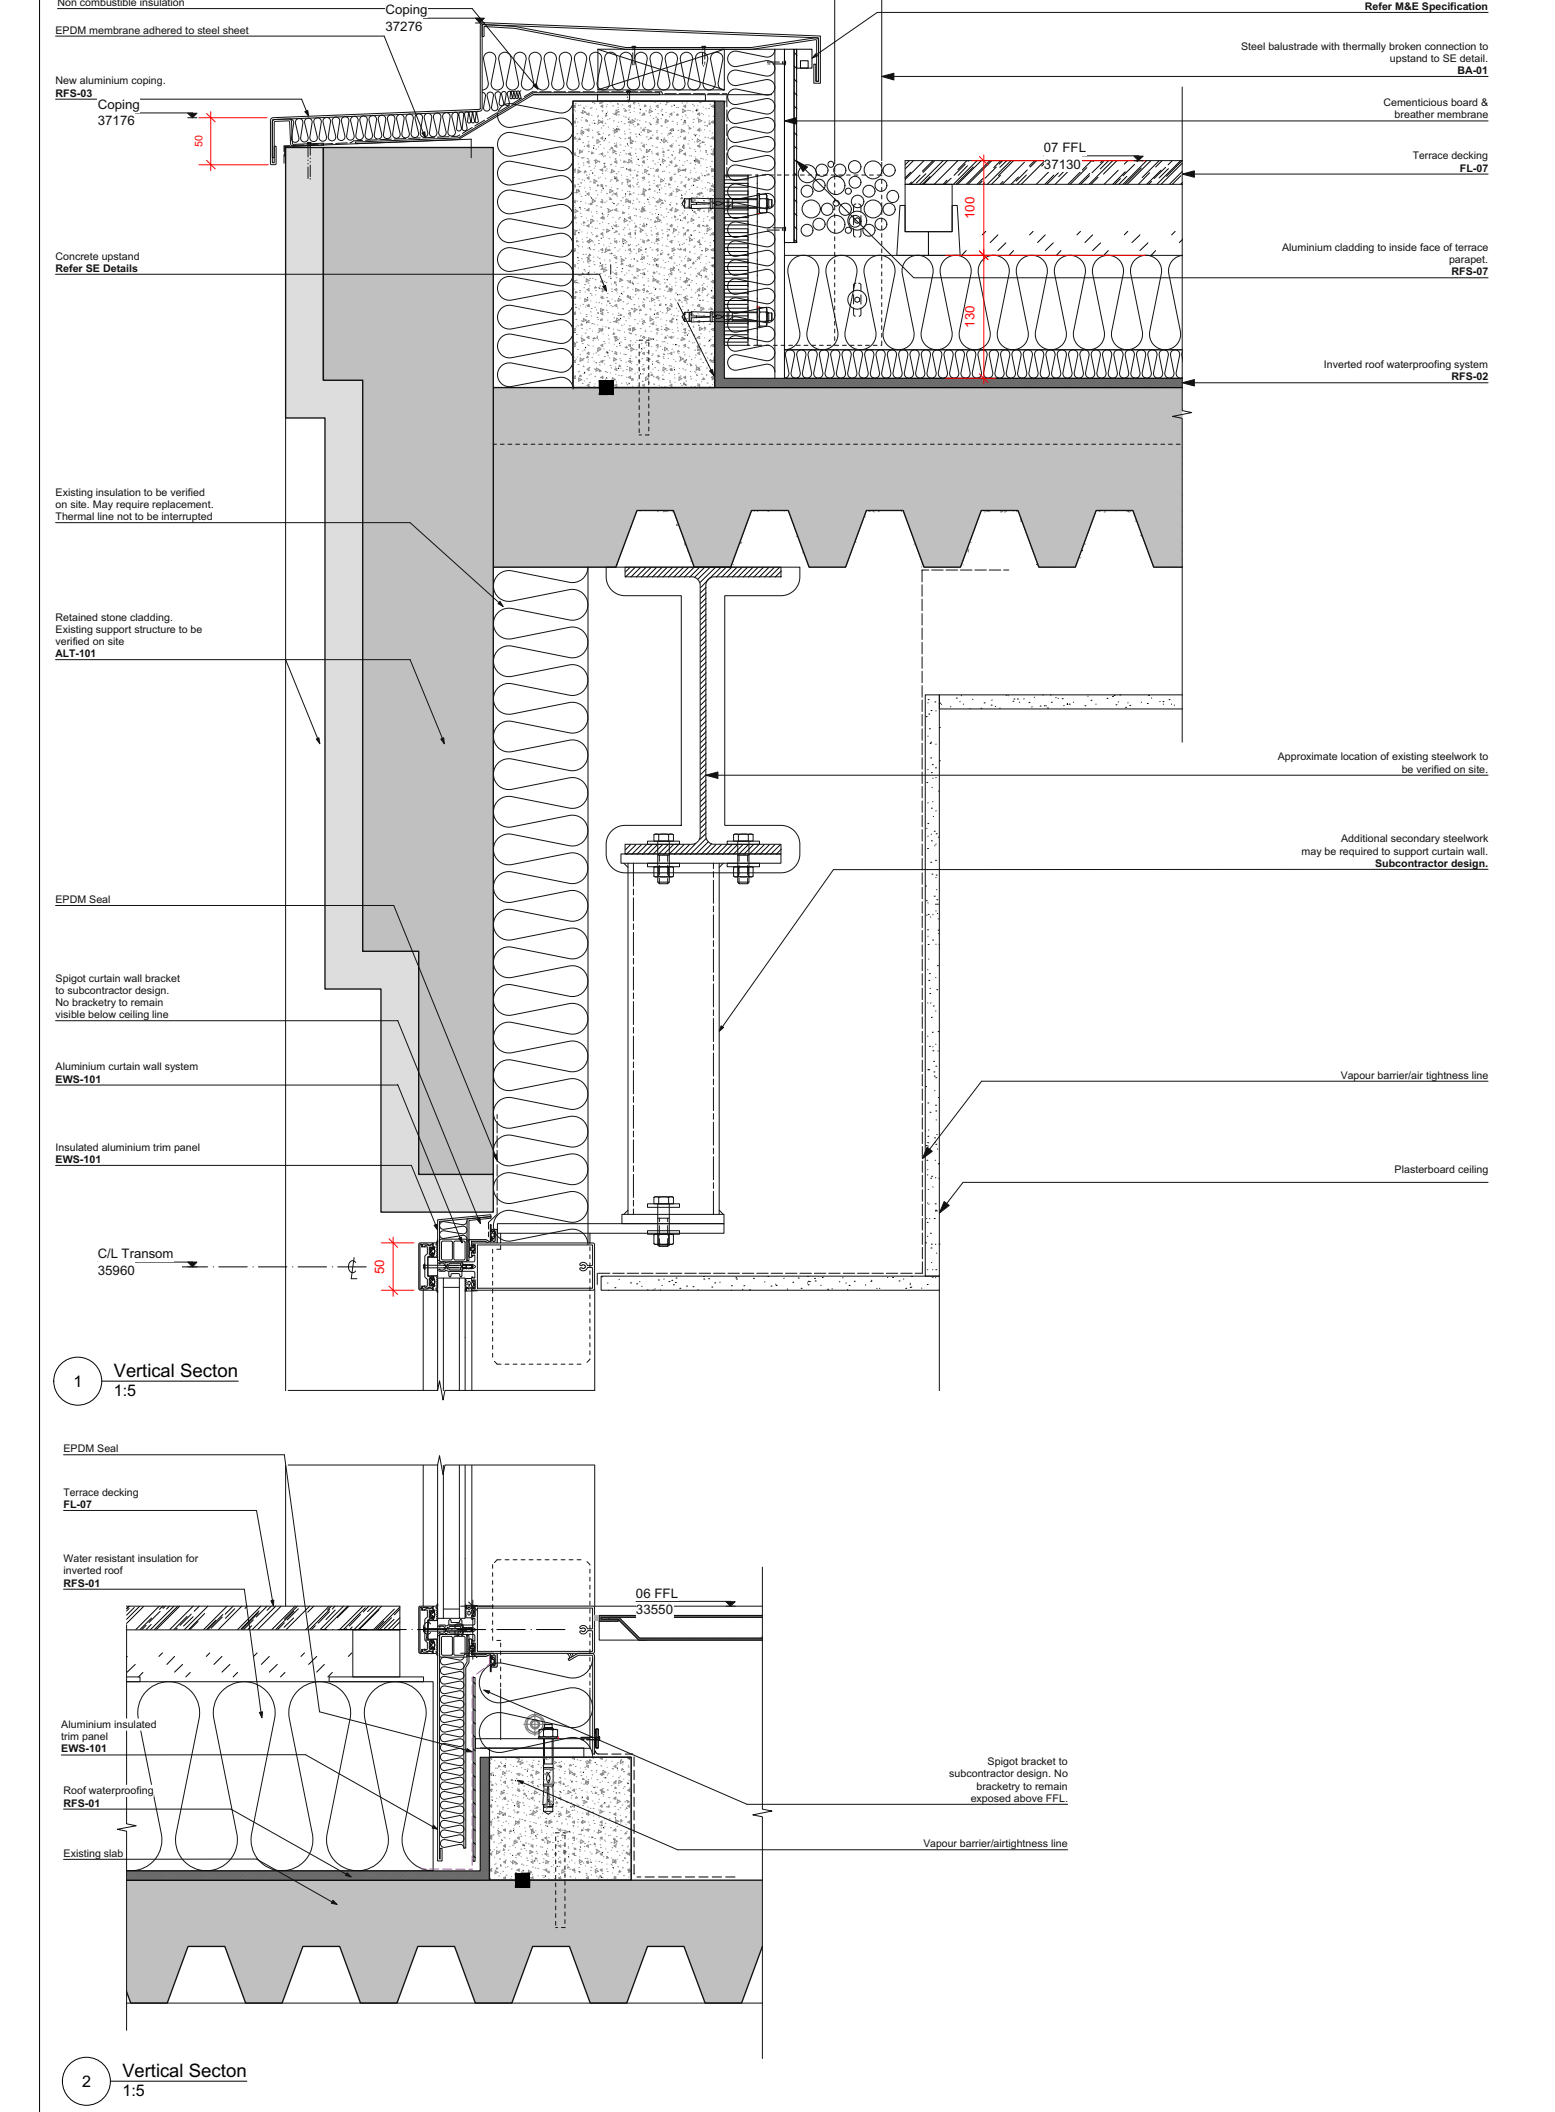 Non combustible insulation
Coping
37276
EPDM membrane adhered to steel sheet
New aluminium coping.
RFS-03
Coping
37176
50
Refer M&E Specification
Steel balustrade with thermally broken connection to
upstand to SE detail.
BA-01
Cementicious board &
breather membrane
07 FFL
37130
Terrace decking
FL-07
100
Concrete upstand
Refer SE Details
Aluminium cladding to inside face of terrace
parapet.
RFS-07
130
Inverted roof waterproofing system
RFS-02
Existing insulation to be verified
on site. May require replacement.
Thermal line not to be interrupted
Retained stone cladding.
Existing support structure to be
verified on site
ALT-101
Approximate location of existing steelwork to
be verified on site.
Additional secondary steelwork
may be required to support curtain wall.
Subcontractor design.
EPDM Seal
Spigot curtain wall bracket
to subcontractor design.
No bracketry to remain
visible below ceiling line
Aluminium curtain wall system
EWS-101
Vapour barrier/air tightness line
Insulated aluminium trim panel
EWS-101
Plasterboard ceiling
C/L Transom
35960
50
1
Vertical Secton
1:5
EPDM Seal
Terrace decking
FL-07
Water resistant insulation for
inverted roof
RFS-01
06 FFL
33550
Aluminium insulated
trim panel
EWS-101
Roof waterproofing
RFS-01
Existing slab
Spigot bracket to
subcontractor design. No
bracketry to remain
exposed above FFL.
Vapour barrier/airtightness line
2
Vertical Secton
1:5